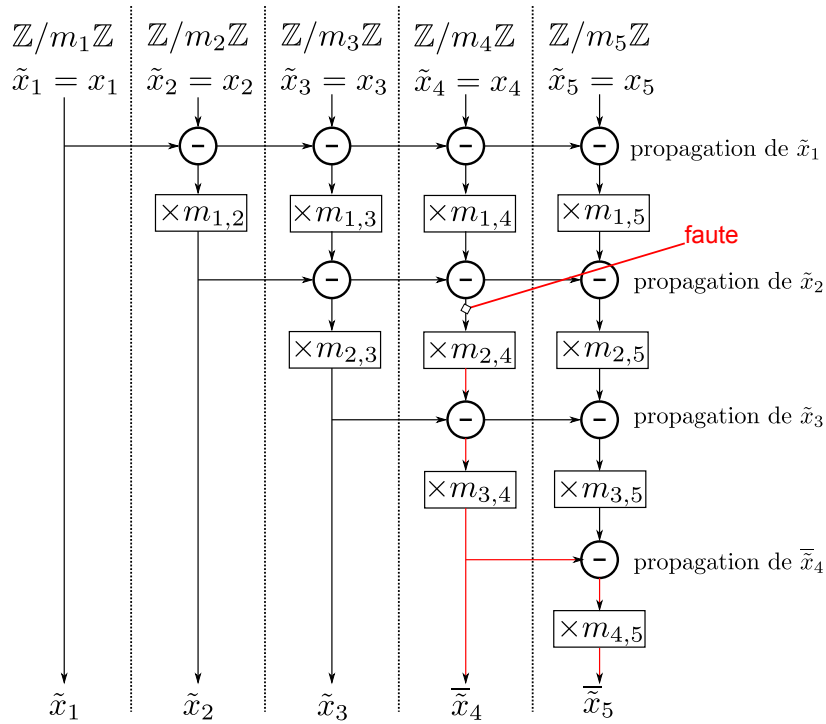 ℤ/m₁ℤ ℤ/m₂ℤ ℤ/m₃ℤ ℤ/m₄ℤ ℤ/m₅ℤ
x̃₁ = x₁ x̃₂ = x₂ x̃₃ = x₃ x̃₄ = x₄ x̃₅ = x₅
− − − − propagation de x̃₁
×m₁,₂ ×m₁,₃ ×m₁,₄ ×m₁,₅
faute
− − − propagation de x̃₂
×m₂,₃ ×m₂,₄ ×m₂,₅
− − propagation de x̃₃
×m₃,₄ ×m₃,₅
− propagation de x̃̅₄
×m₄,₅
x̃₁ x̃₂ x̃₃ x̃̅₄ x̃̅₅